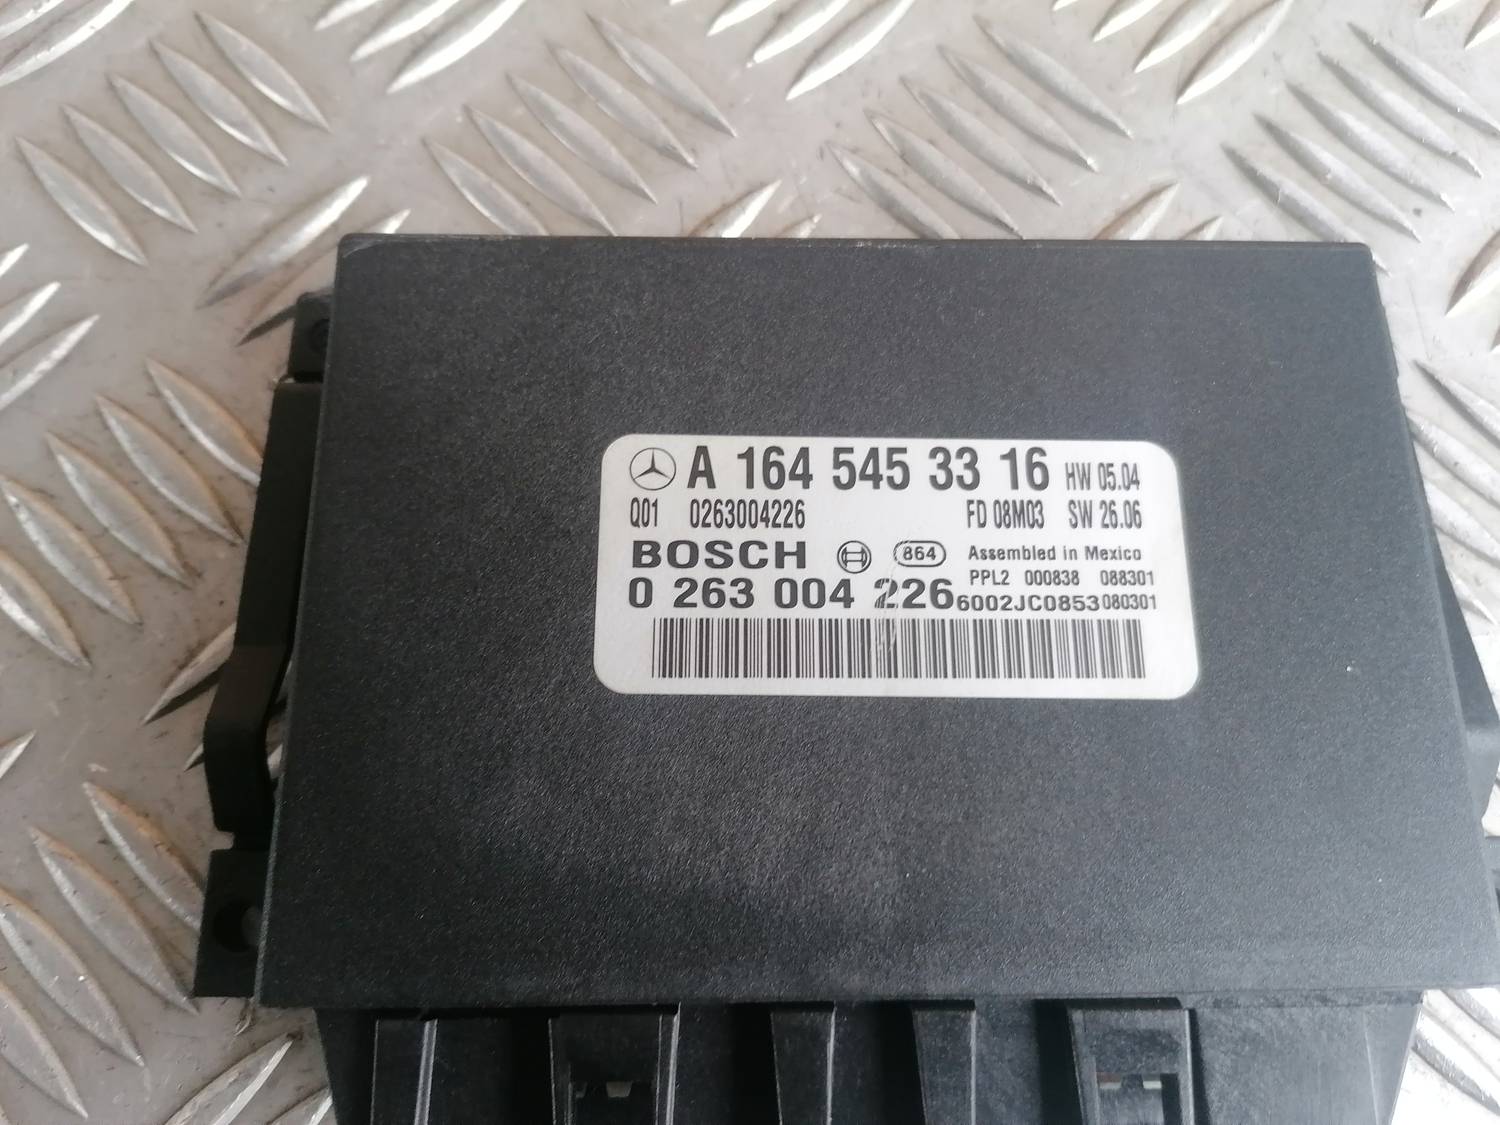 A 164 545 33 16 HW 05.04
Q01 0263004226 FD 08M03 SW 26.06
BOSCH 864 Assembled in Mexico
PPL2 000838 088301
0 263 004 226 6002JC0853 080301